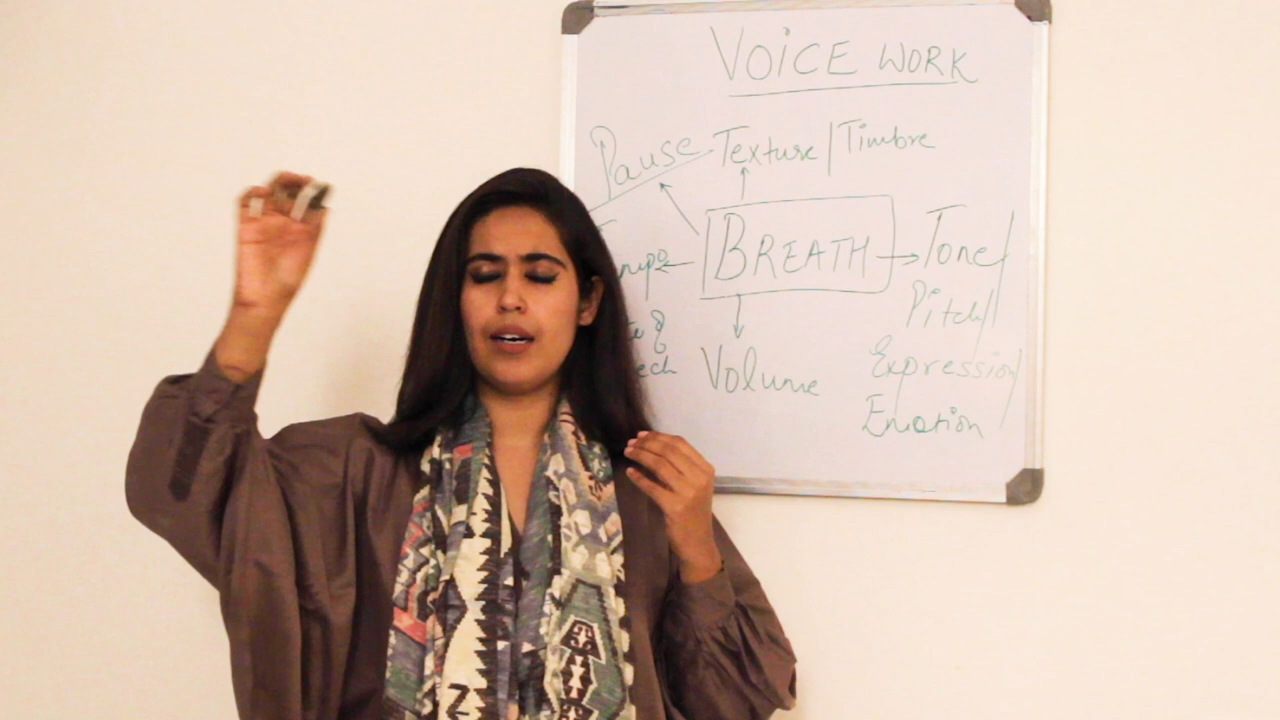 VOICE WORK
Pause
Texture/Timbre
BREATH
Tone/
Pitch/
Expression/
Emotion
Volume